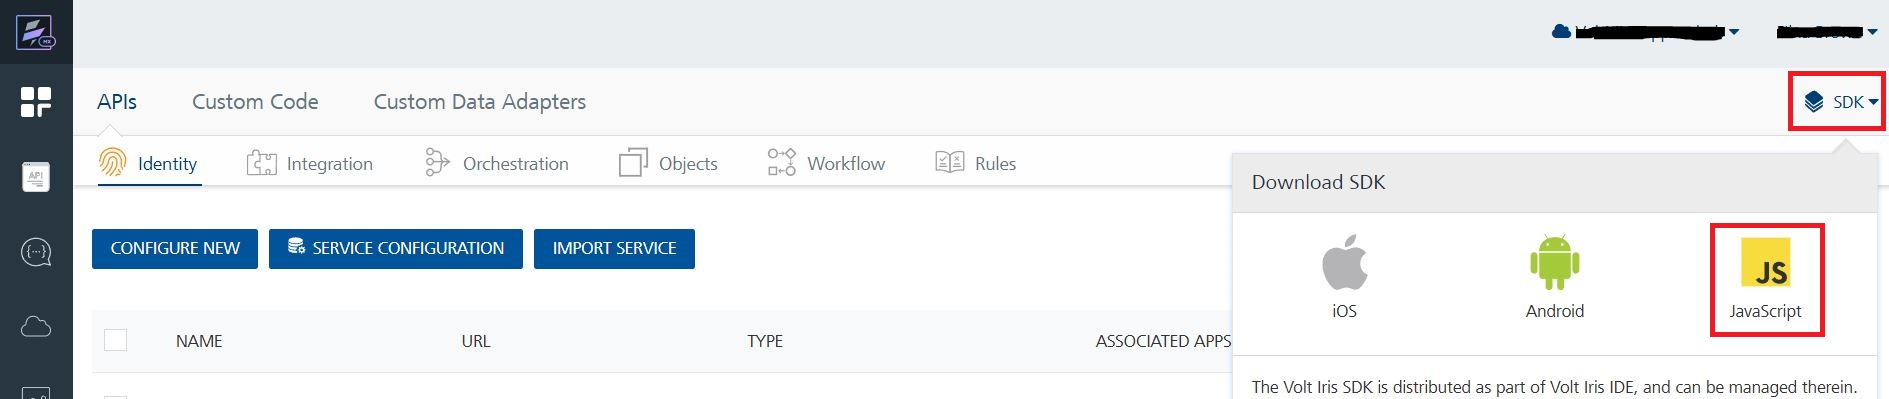 MX
SDK
APIs Custom Code Custom Data Adapters
Identity Integration Orchestration Objects Workflow Rules
API
Download SDK
CONFIGURE NEW SERVICE CONFIGURATION IMPORT SERVICE
JS
iOS Android JavaScript
NAME URL TYPE ASSOCIATED APPS
The Volt Iris SDK is distributed as part of Volt Iris IDE, and can be managed therein.